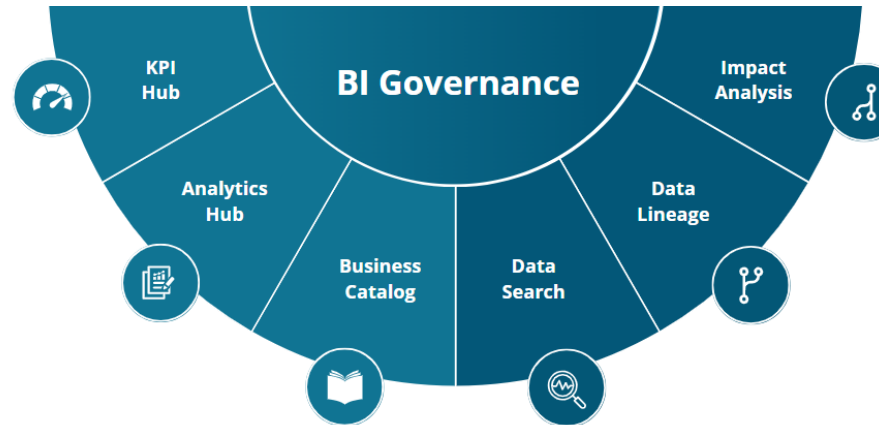 BI Governance
KPI
Hub
Analytics
Hub
Business
Catalog
Data
Search
Data
Lineage
Impact
Analysis